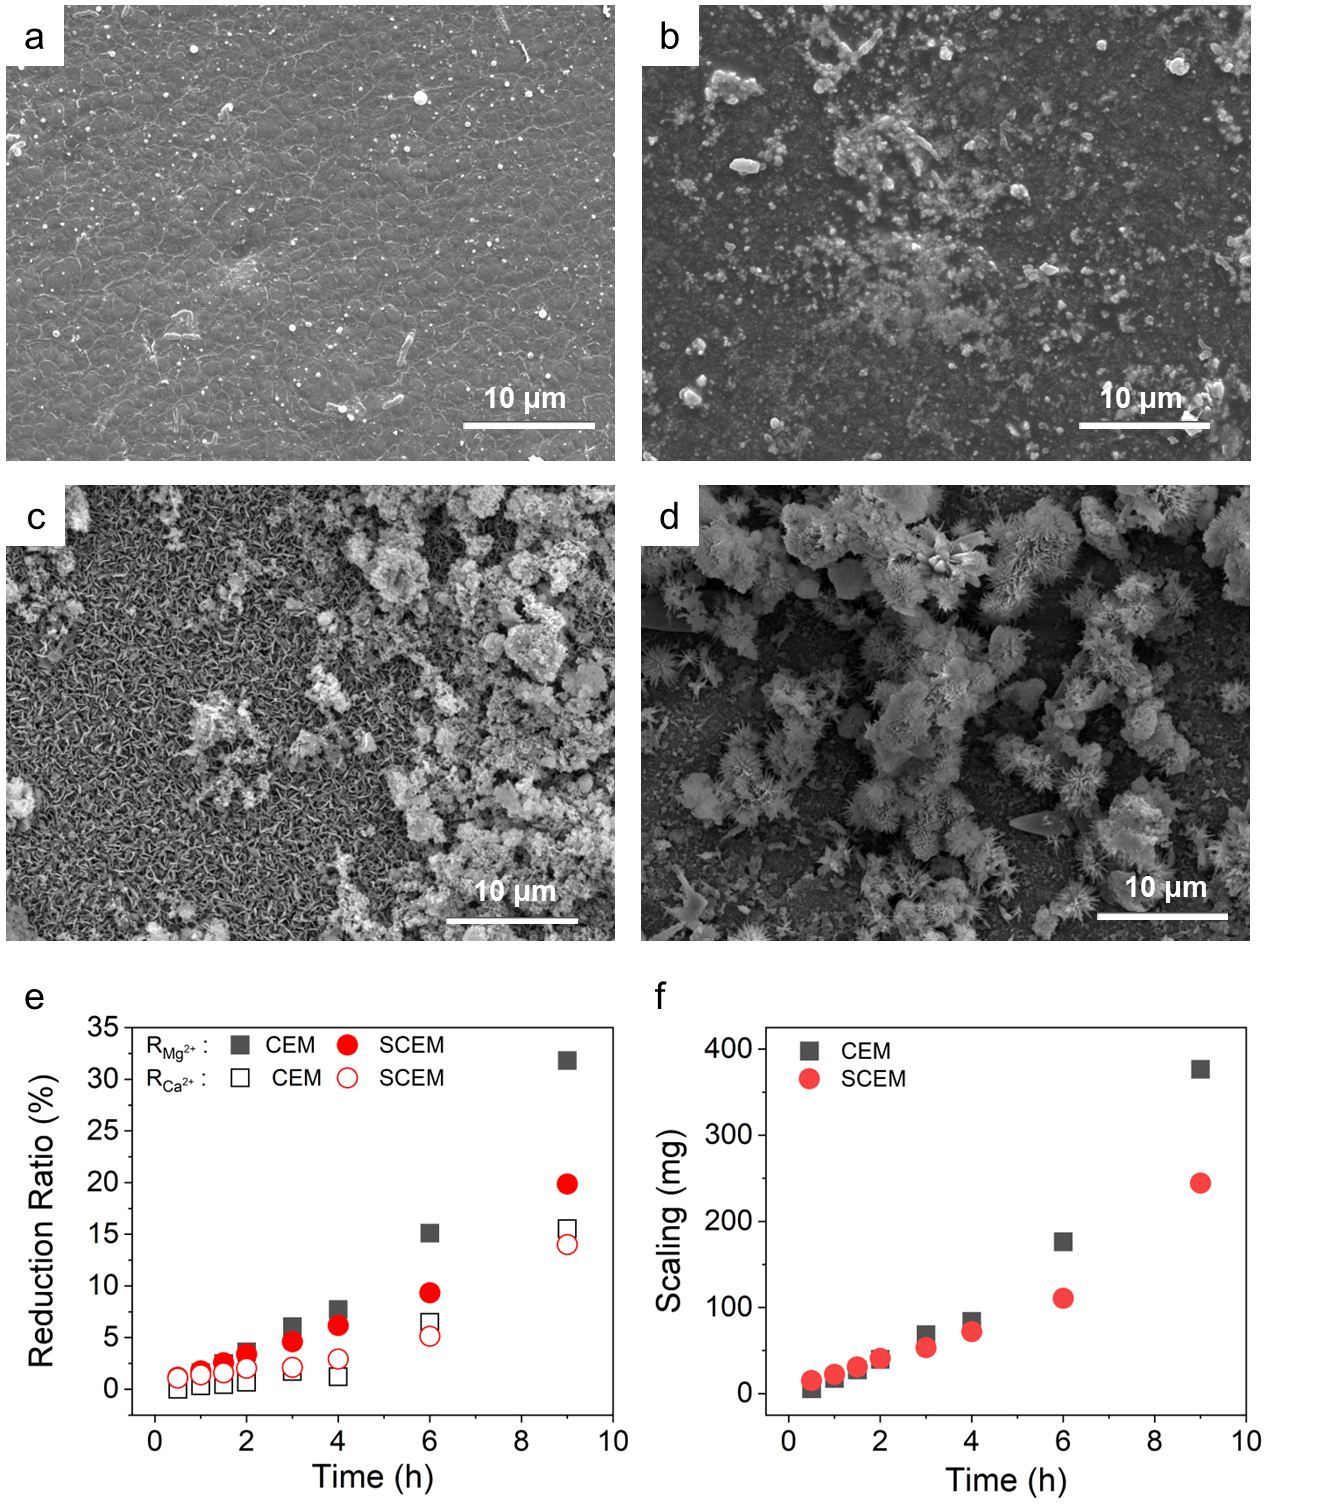 a
b
10 μm
10 μm
c
d
10 μm
10 μm
e
f
35
30
25
20
15
10
5
0
Reduction Ratio (%)
R_Mg²⁺ : CEM SCEM
R_Ca²⁺ : CEM SCEM
0 2 4 6 8 10
Time (h)
400
300
200
100
0
Scaling (mg)
CEM
SCEM
0 2 4 6 8 10
Time (h)